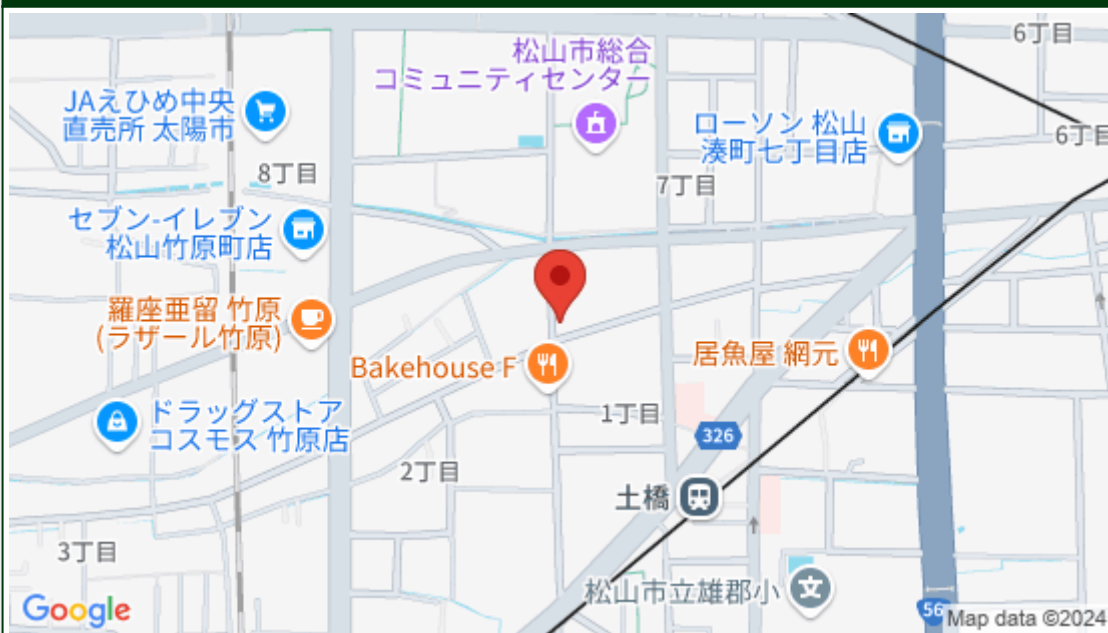 6丁目
松山市総合
コミュニティセンター
JAえひめ中央
直売所 太陽市
ローソン 松山
湊町七丁目店
6丁目
8丁目
7丁目
セブン-イレブン
松山竹原町店
羅座亜留 竹原
(ラザール竹原)
Bakehouse F
居魚屋 網元
ドラッグストア
コスモス 竹原店
1丁目
326
2丁目
土橋
3丁目
松山市立雄郡小
文
56
Google
Map data ©2024